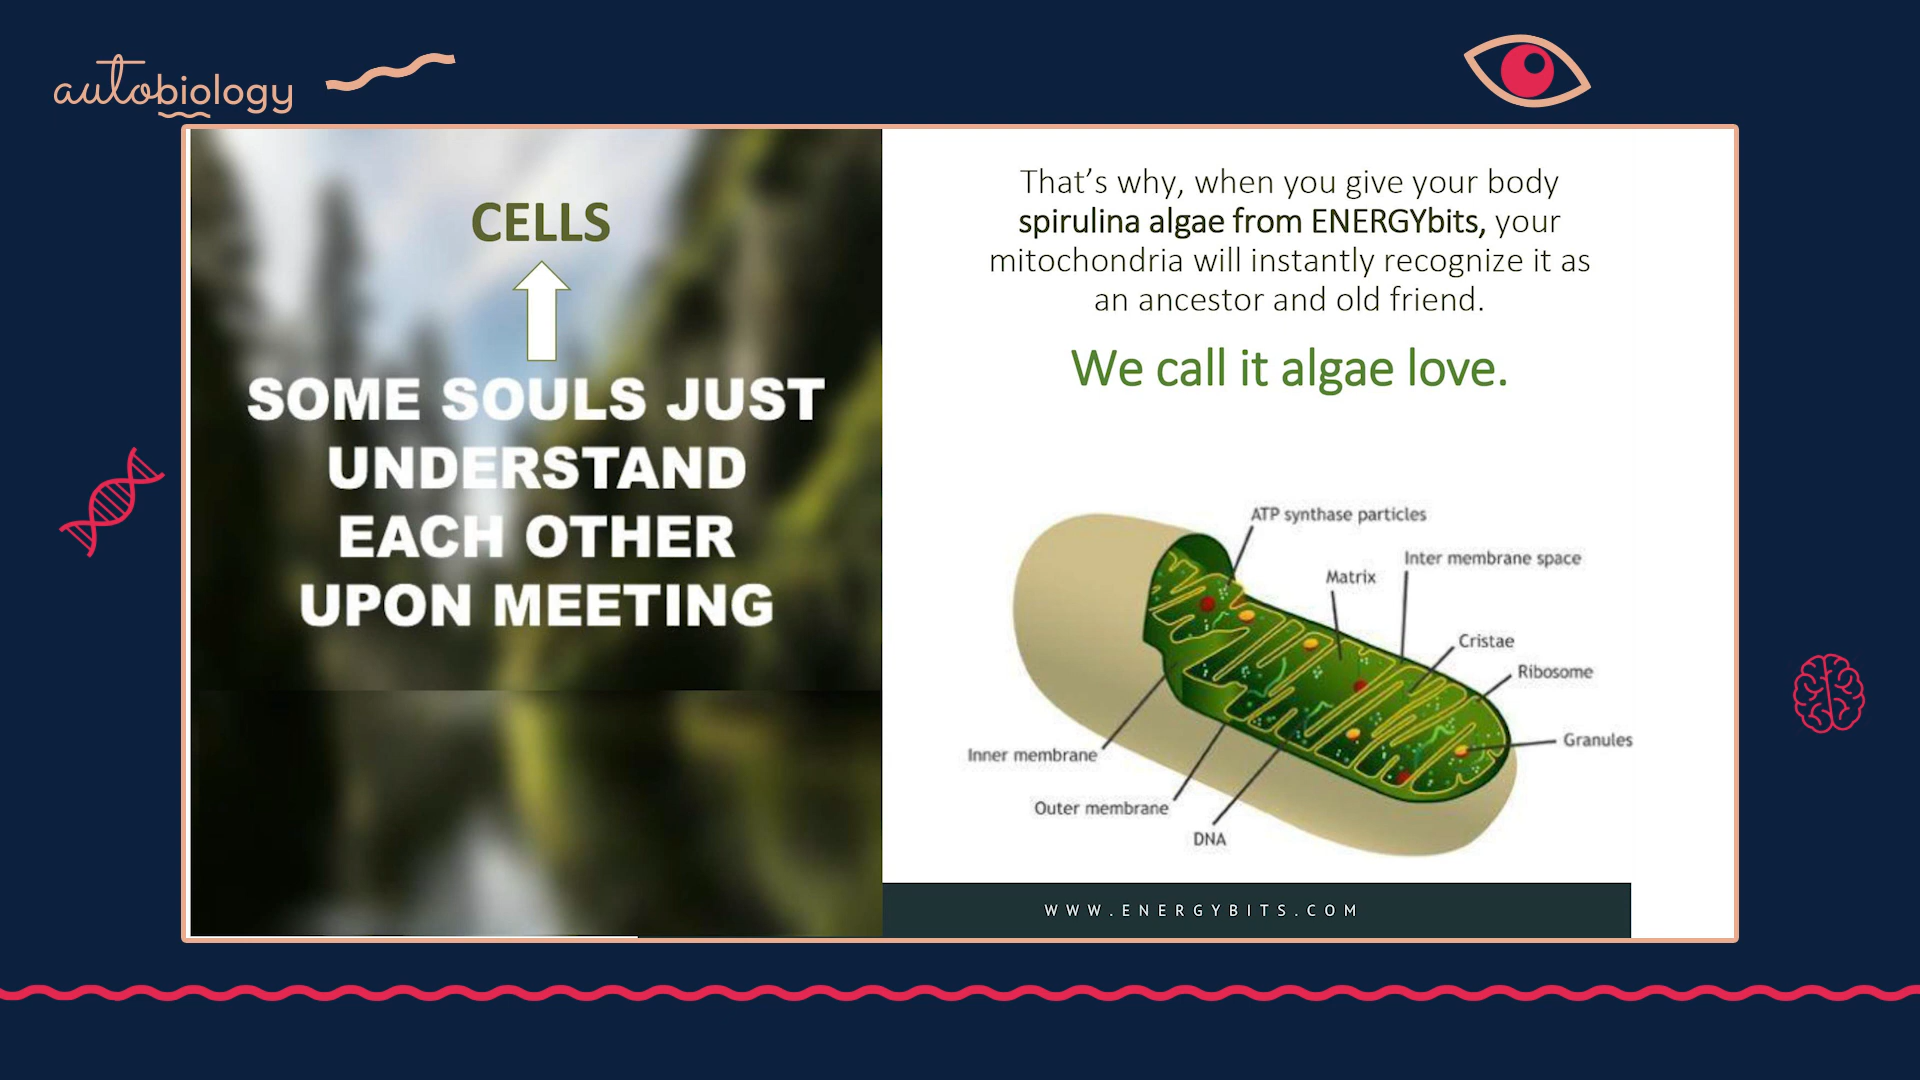 autobiology
CELLS
SOME SOULS JUST
UNDERSTAND
EACH OTHER
UPON MEETING
That’s why, when you give your body
spirulina algae from ENERGYbits, your
mitochondria will instantly recognize it as
an ancestor and old friend.
We call it algae love.
ATP synthase particles
Inter membrane space
Matrix
Cristae
Ribosome
Granules
Inner membrane
Outer membrane
DNA
WWW.ENERGYBITS.COM